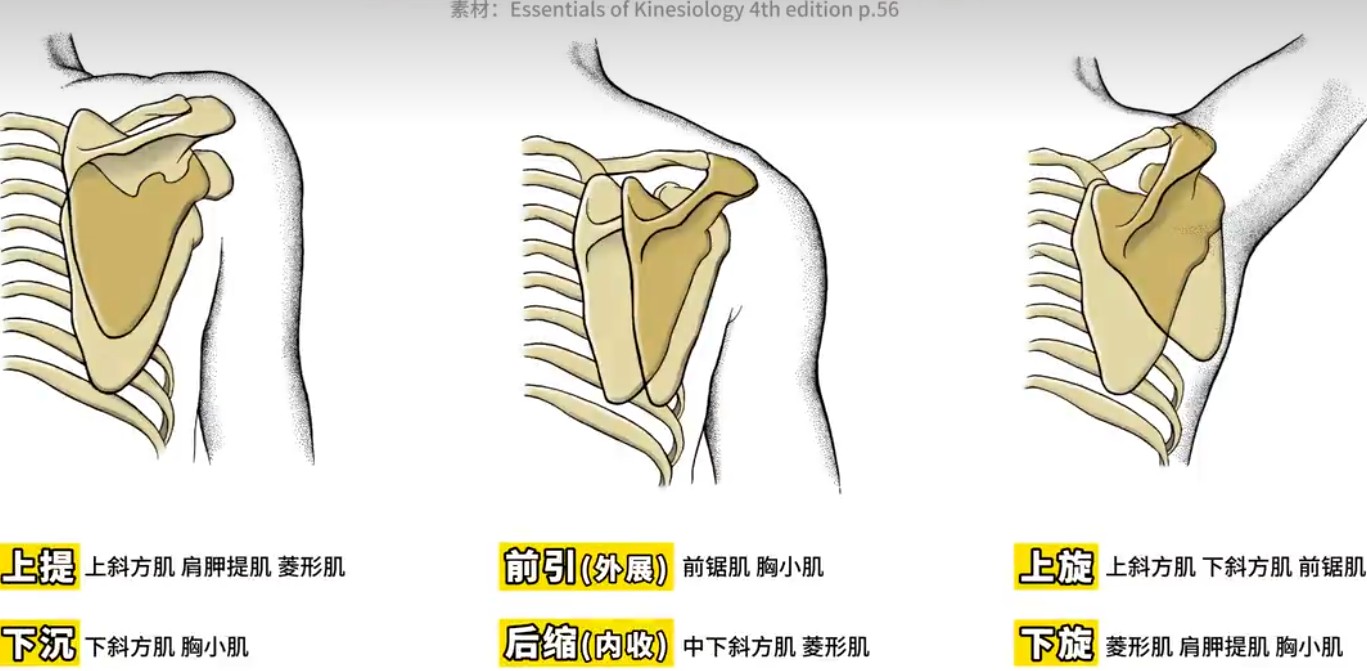 素材：Essentials of Kinesiology 4th edition p.56
上提 上斜方肌 肩胛提肌 菱形肌
前引(外展) 前锯肌 胸小肌
上旋 上斜方肌 下斜方肌 前锯肌
下沉 下斜方肌 胸小肌
后缩(内收) 中下斜方肌 菱形肌
下旋 菱形肌 肩胛提肌 胸小肌